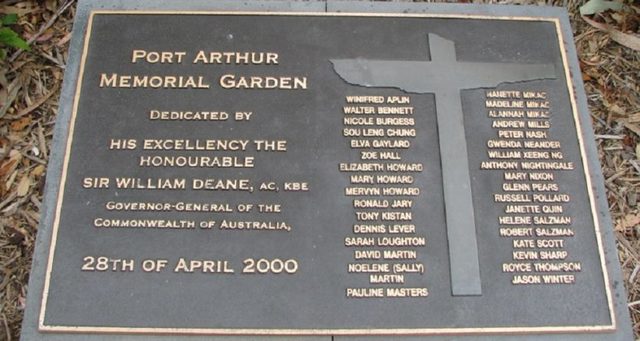 PORT ARTHUR
MEMORIAL GARDEN
DEDICATED BY
HIS EXCELLENCY THE
HONOURABLE
SIR WILLIAM DEANE, AC, KBE
GOVERNOR-GENERAL OF THE
COMMONWEALTH OF AUSTRALIA,
28TH OF APRIL 2000
WINIFRED APLIN
WALTER BENNETT
NICOLE BURGESS
SOU LENG CHUNG
ELVA GAYLARD
ZOE HALL
ELIZABETH HOWARD
MARY HOWARD
MERVYN HOWARD
RONALD JARY
TONY KISTAN
DENNIS LEVER
SARAH LOUGHTON
DAVID MARTIN
NOELENE (SALLY)
MARTIN
PAULINE MASTERS
NANETTE MIKAC
MADELINE MIKAC
ALANNAH MIKAC
ANDREW MILLS
PETER NASH
GWENDA NEANDER
WILLIAM XEENG NG
ANTHONY NIGHTINGALE
MARY NIXON
GLENN PEARS
RUSSELL POLLARD
JANETTE QUIN
HELENE SALZMAN
ROBERT SALZMAN
KATE SCOTT
KEVIN SHARP
ROYCE THOMPSON
JASON WINTER